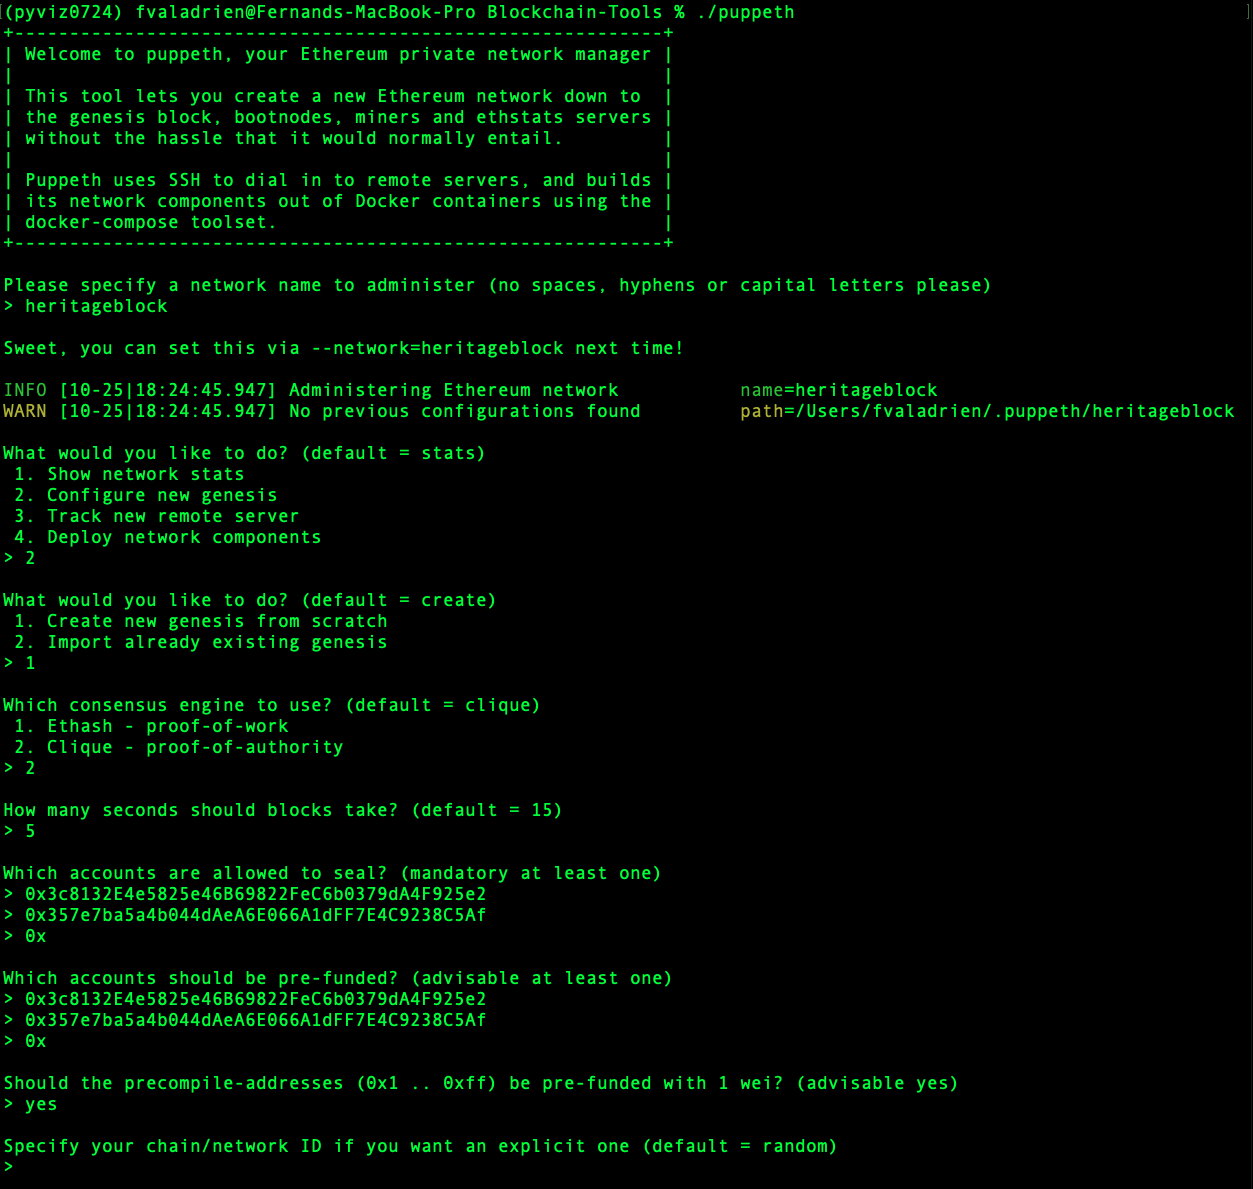 (pyviz0724) fvaladrien@Fernands-MacBook-Pro Blockchain-Tools % ./puppeth
+-----------------------------------------------------------+
| Welcome to puppeth, your Ethereum private network manager |
|                                                           |
| This tool lets you create a new Ethereum network down to  |
| the genesis block, bootnodes, miners and ethstats servers |
| without the hassle that it would normally entail.         |
|                                                           |
| Puppeth uses SSH to dial in to remote servers, and builds |
| its network components out of Docker containers using the |
| docker-compose toolset.                                   |
+-----------------------------------------------------------+

Please specify a network name to administer (no spaces, hyphens or capital letters please)
> heritageblock

Sweet, you can set this via --network=heritageblock next time!

INFO [10-25|18:24:45.947] Administering Ethereum network           name=heritageblock
WARN [10-25|18:24:45.947] No previous configurations found         path=/Users/fvaladrien/.puppeth/heritageblock

What would you like to do? (default = stats)
 1. Show network stats
 2. Configure new genesis
 3. Track new remote server
 4. Deploy network components
> 2

What would you like to do? (default = create)
 1. Create new genesis from scratch
 2. Import already existing genesis
> 1

Which consensus engine to use? (default = clique)
 1. Ethash - proof-of-work
 2. Clique - proof-of-authority
> 2

How many seconds should blocks take? (default = 15)
> 5

Which accounts are allowed to seal? (mandatory at least one)
> 0x3c8132E4e5825e46B69822FeC6b0379dA4F925e2
> 0x357e7ba5a4b044dAeA6E066A1dFF7E4C9238C5Af
> 0x

Which accounts should be pre-funded? (advisable at least one)
> 0x3c8132E4e5825e46B69822FeC6b0379dA4F925e2
> 0x357e7ba5a4b044dAeA6E066A1dFF7E4C9238C5Af
> 0x

Should the precompile-addresses (0x1 .. 0xff) be pre-funded with 1 wei? (advisable yes)
> yes

Specify your chain/network ID if you want an explicit one (default = random)
>